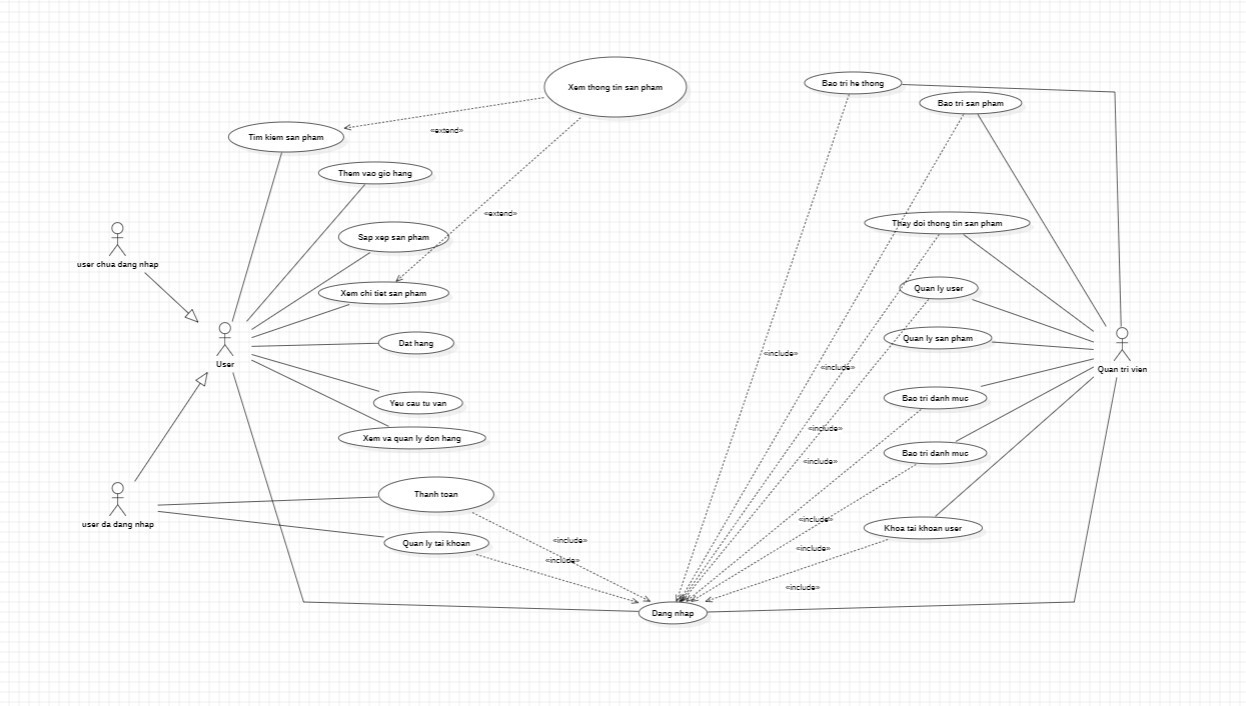 Xem thong tin san pham
Bao tri he thong
Bao tri san pham
Tim kiem san pham
«extend»
Them vao gio hang
«extend»
Thay doi thong tin san pham
Sap xep san pham
user chua dang nhap
Quan ly user
Xem chi tiet san pham
Dat hang
Quan ly san pham
«include»
User
«include»
Quan tri vien
Yeu cau tu van
Bao tri danh muc
«include»
Xem va quan ly don hang
Bao tri danh muc
«include»
Thanh toan
«include»
user da dang nhap
Khoa tai khoan user
«include»
Quan ly tai khoan
«include»
«include»
«include»
Dang nhap